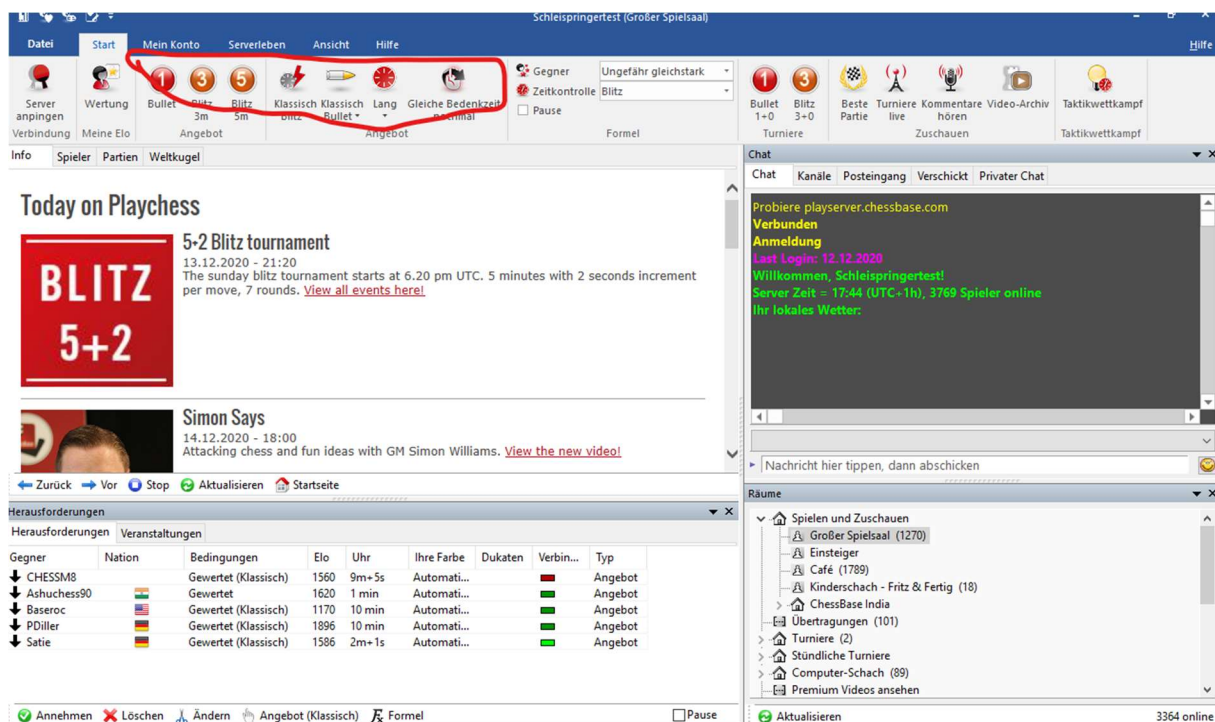 Schleispringertest (Großer Spielsaal)
Datei Start Mein Konto Serverleben Ansicht Hilfe Hilfe
Server anpingen
Verbindung
Wertung
Meine Elo
Bullet
Blitz 3m
Blitz 5m
Angebot
Klassisch Blitz
Klassisch Bullet
Lang
Gleiche Bedenkzeit nochmal
Angebot
Gegner Ungefähr gleichstark
Zeitkontrolle Blitz
Pause
Formel
Bullet 1+0
Blitz 3+0
Turniere
Beste Partie
Turniere live
Kommentare hören
Video-Archiv
Zuschauen
Taktikwettkampf
Taktikwettkampf
Info Spieler Partien Weltkugel
Today on Playchess
BLITZ
5+2
5+2 Blitz tournament
13.12.2020 - 21:20
The sunday blitz tournament starts at 6.20 pm UTC. 5 minutes with 2 seconds increment
per move, 7 rounds. View all events here!
Simon Says
14.12.2020 - 18:00
Attacking chess and fun ideas with GM Simon Williams. View the new video!
Zurück Vor Stop Aktualisieren Startseite
Herausforderungen
Herausforderungen Veranstaltungen
Gegner Nation Bedingungen Elo Uhr Ihre Farbe Dukaten Verbin... Typ
CHESSM8 Gewertet (Klassisch) 1560 9m+5s Automati... Angebot
Ashuchess90 Gewertet 1620 1 min Automati... Angebot
Baseroc Gewertet (Klassisch) 1170 10 min Automati... Angebot
PDiller Gewertet (Klassisch) 1896 10 min Automati... Angebot
Satie Gewertet (Klassisch) 1586 2m+1s Automati... Angebot
Annehmen Löschen Ändern Angebot (Klassisch) Formel Pause
Chat
Chat Kanäle Posteingang Verschickt Privater Chat
Probiere playserver.chessbase.com
Verbunden
Anmeldung
Last Login: 12.12.2020
Willkommen, Schleispringertest!
Server Zeit = 17:44 (UTC+1h), 3769 Spieler online
Ihr lokales Wetter:
Nachricht hier tippen, dann abschicken
Räume
Spielen und Zuschauen
Großer Spielsaal (1270)
Einsteiger
Café (1789)
Kinderschach - Fritz & Fertig (18)
ChessBase India
Übertragungen (101)
Turniere (2)
Stündliche Turniere
Computer-Schach (89)
Premium Videos ansehen
Aktualisieren 3364 online